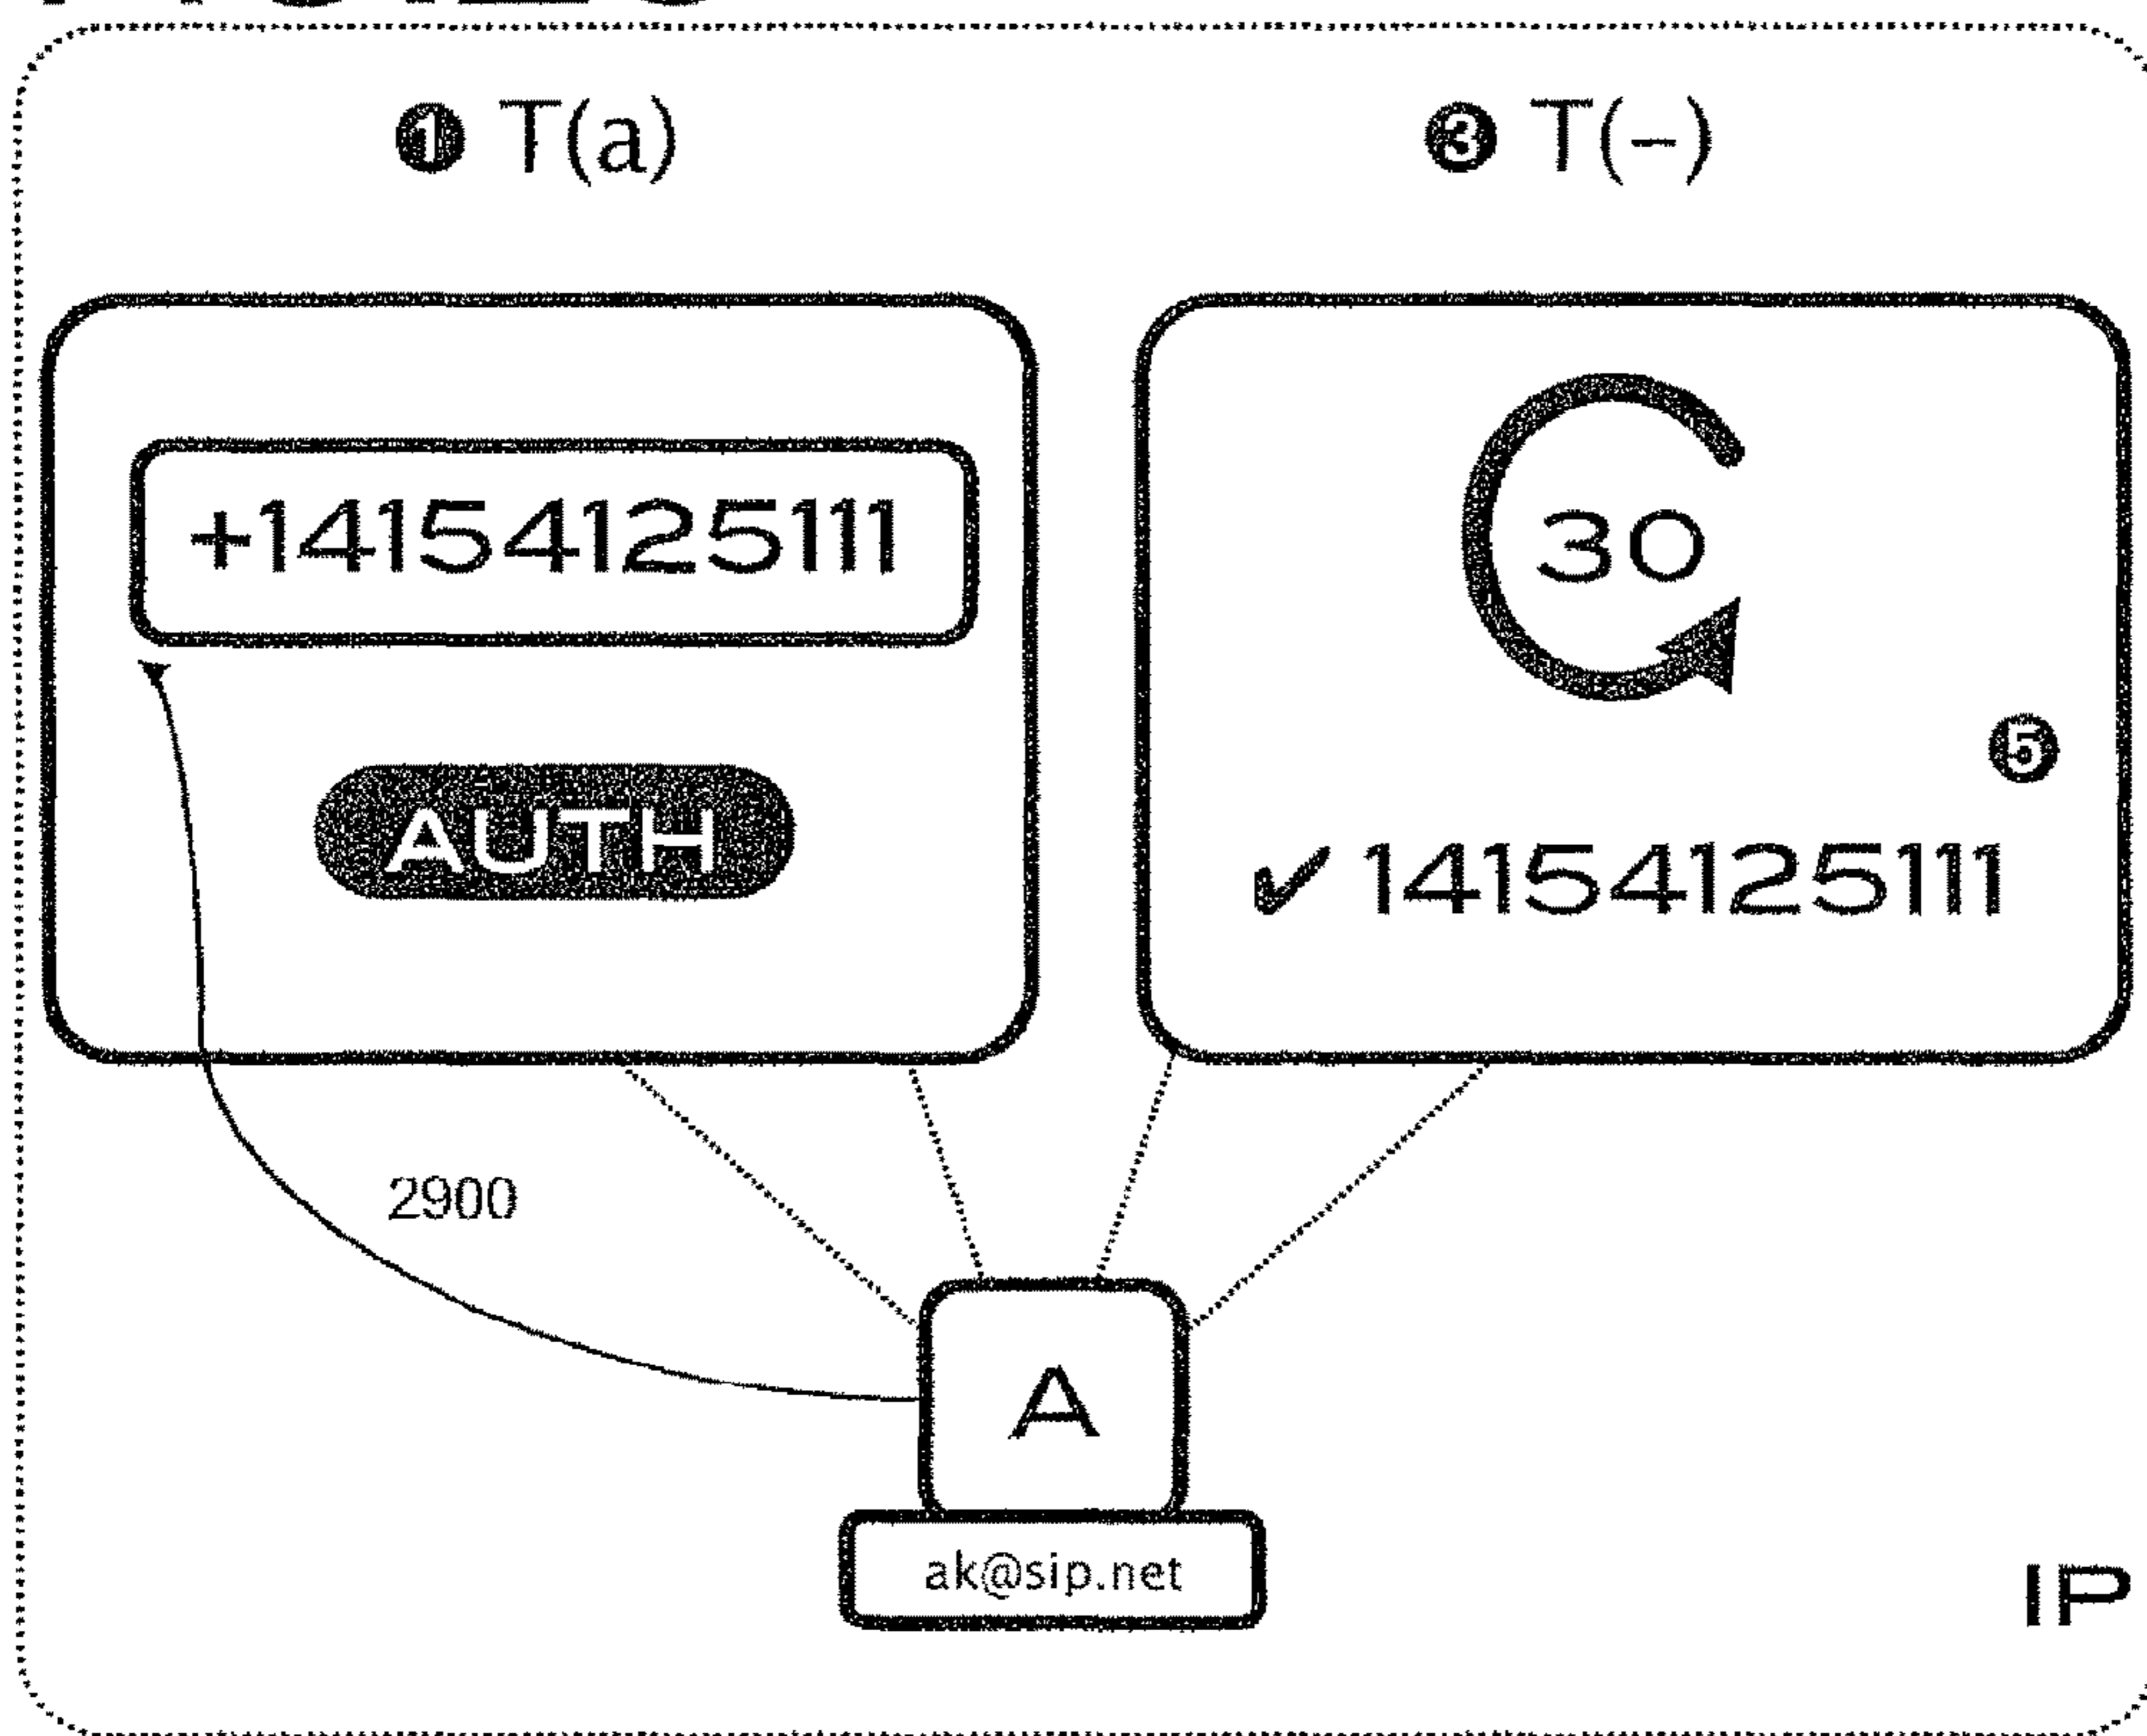 ❶ T(a)
❸ T(–)
+14154125111
AUTH
30
❺
✔ 14154125111
2900
A
ak@sip.net
IP